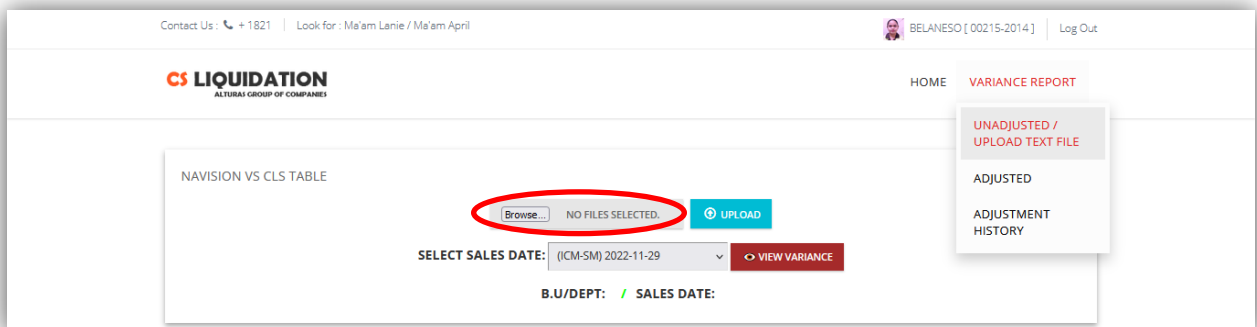 Contact Us : + 1821 Look for : Ma'am Lanie / Ma'am April
BELANESO [ 00215-2014 ] Log Out
CS LIQUIDATION
ALTURAS GROUP OF COMPANIES
HOME VARIANCE REPORT
UNADJUSTED /
UPLOAD TEXT FILE
ADJUSTED
ADJUSTMENT
HISTORY
NAVISION VS CLS TABLE
Browse... NO FILES SELECTED. UPLOAD
SELECT SALES DATE: (ICM-SM) 2022-11-29 VIEW VARIANCE
B.U/DEPT: / SALES DATE: